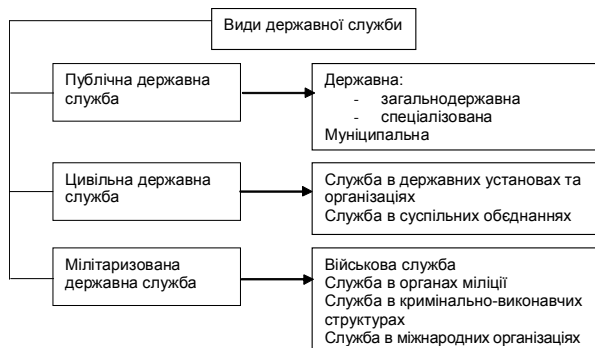 Види державної служби
Публічна державна
служба
Державна:
- загальнодержавна
- спеціалізована
Муніципальна
Цивільна державна
служба
Служба в державних установах та
організаціях
Служба в суспільних обєднаннях
Мілітаризована
державна служба
Військова служба
Служба в органах міліції
Служба в кримінально-виконавчих
структурах
Служба в міжнародних організаціях